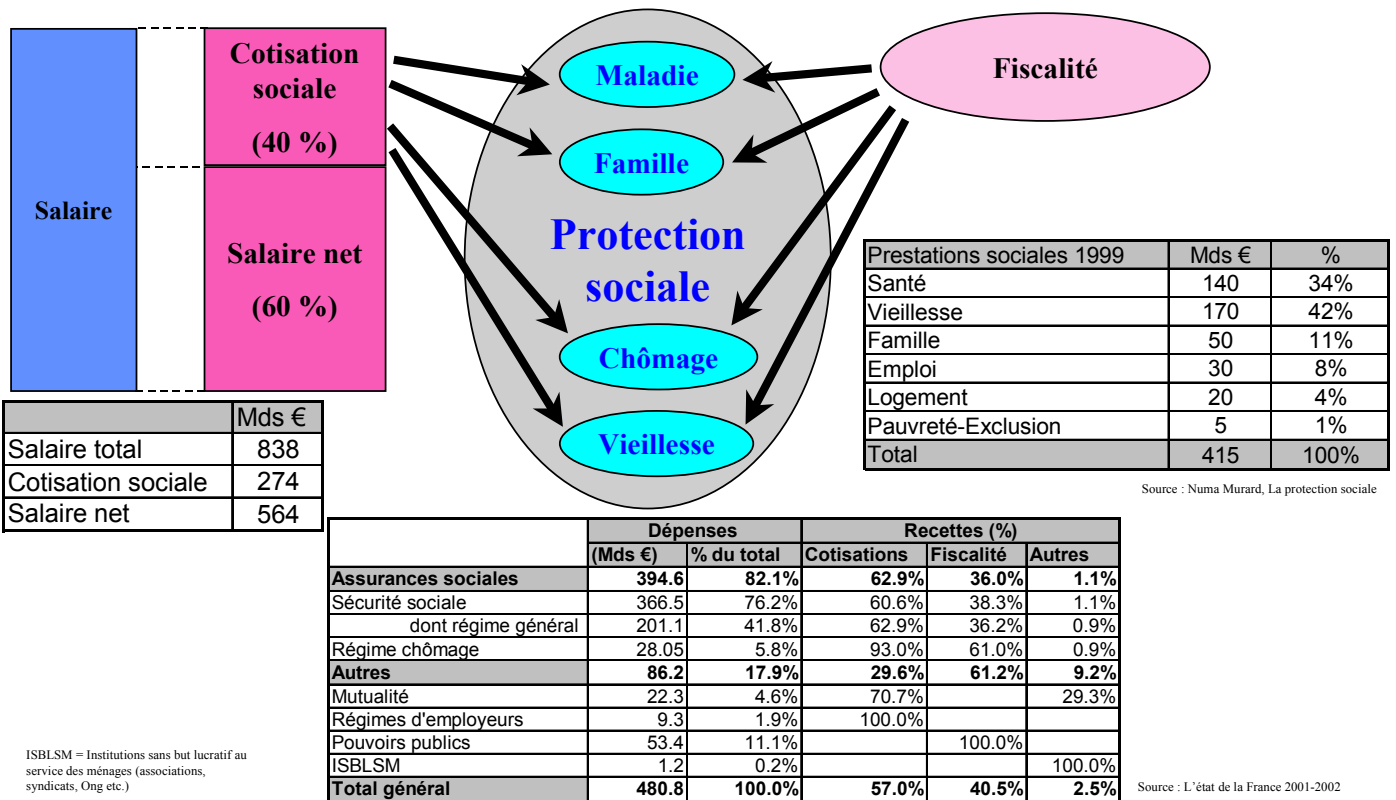 Salaire
Cotisation
sociale
(40 %)
Salaire net
(60 %)
Maladie
Famille
Protection
sociale
Chômage
Vieillesse
Fiscalité
Mds €
Salaire total 838
Cotisation sociale 274
Salaire net 564
Prestations sociales 1999 Mds € %
Santé 140 34%
Vieillesse 170 42%
Famille 50 11%
Emploi 30 8%
Logement 20 4%
Pauvreté-Exclusion 5 1%
Total 415 100%
Source : Numa Murard, La protection sociale
Dépenses Recettes (%)
(Mds €) % du total Cotisations Fiscalité Autres
Assurances sociales 394.6 82.1% 62.9% 36.0% 1.1%
Sécurité sociale 366.5 76.2% 60.6% 38.3% 1.1%
dont régime général 201.1 41.8% 62.9% 36.2% 0.9%
Régime chômage 28.05 5.8% 93.0% 61.0% 0.9%
Autres 86.2 17.9% 29.6% 61.2% 9.2%
Mutualité 22.3 4.6% 70.7% 29.3%
Régimes d'employeurs 9.3 1.9% 100.0%
Pouvoirs publics 53.4 11.1% 100.0%
ISBLSM 1.2 0.2% 100.0%
Total général 480.8 100.0% 57.0% 40.5% 2.5%
ISBLSM = Institutions sans but lucratif au
service des ménages (associations,
syndicats, Ong etc.)
Source : L'état de la France 2001-2002